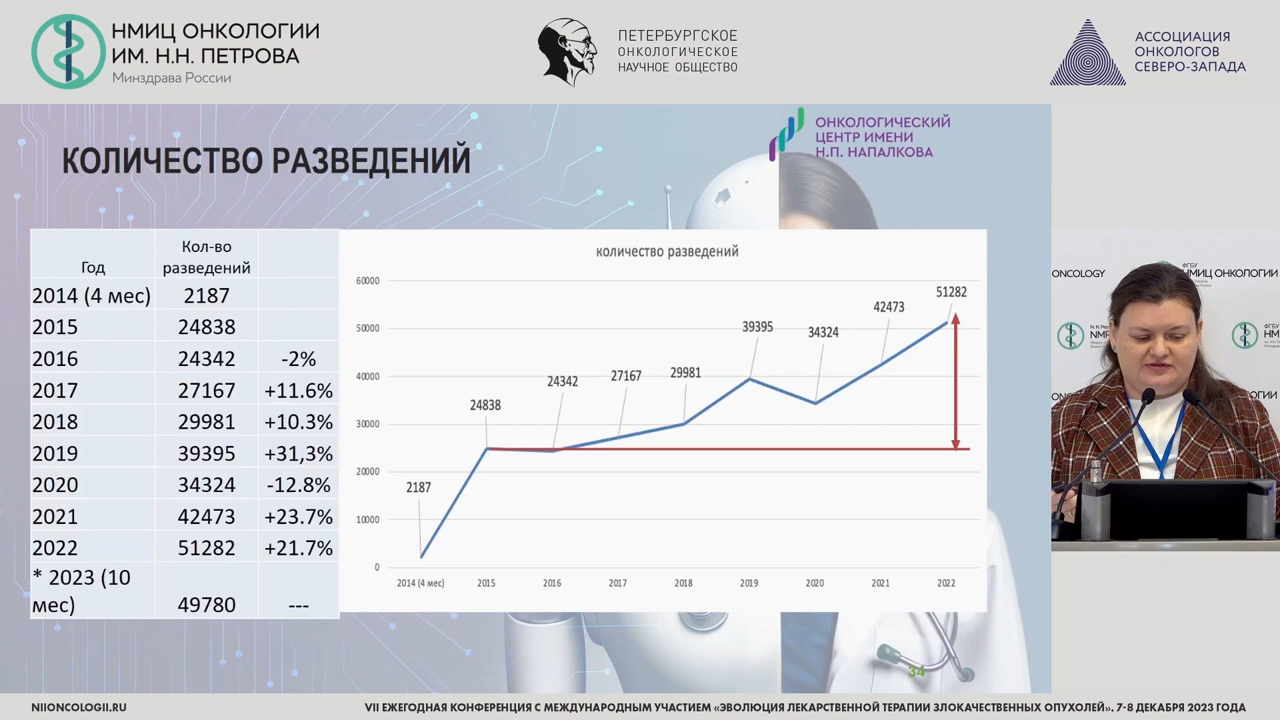 НМИЦ ОНКОЛОГИИ
ИМ. Н.Н. ПЕТРОВА
Минздрава России
ПЕТЕРБУРГСКОЕ
ОНКОЛОГИЧЕСКОЕ
НАУЧНОЕ ОБЩЕСТВО
АССОЦИАЦИЯ
ОНКОЛОГОВ
СЕВЕРО-ЗАПАДА
ОНКОЛОГИЧЕСКИЙ
ЦЕНТР ИМЕНИ
Н.П. НАПАЛКОВА
КОЛИЧЕСТВО РАЗВЕДЕНИЙ
Год Кол-во разведений
2014 (4 мес) 2187
2015 24838
2016 24342 -2%
2017 27167 +11.6%
2018 29981 +10.3%
2019 39395 +31,3%
2020 34324 -12.8%
2021 42473 +23.7%
2022 51282 +21.7%
* 2023 (10 мес) 49780 ---
количество разведений
60000
50000
40000
30000
20000
10000
0
2187
24838
24342
27167
29981
39395
34324
42473
51282
2014 (4 мес) 2015 2016 2017 2018 2019 2020 2021 2022
34
ONCOLOGY
ФГБУ
НМИЦ ОНКОЛОГИИ
ФГБУ
NIIONCOLOGII.RU
VII ЕЖЕГОДНАЯ КОНФЕРЕНЦИЯ С МЕЖДУНАРОДНЫМ УЧАСТИЕМ «ЭВОЛЮЦИЯ ЛЕКАРСТВЕННОЙ ТЕРАПИИ ЗЛОКАЧЕСТВЕННЫХ ОПУХОЛЕЙ». 7-8 ДЕКАБРЯ 2023 ГОДА